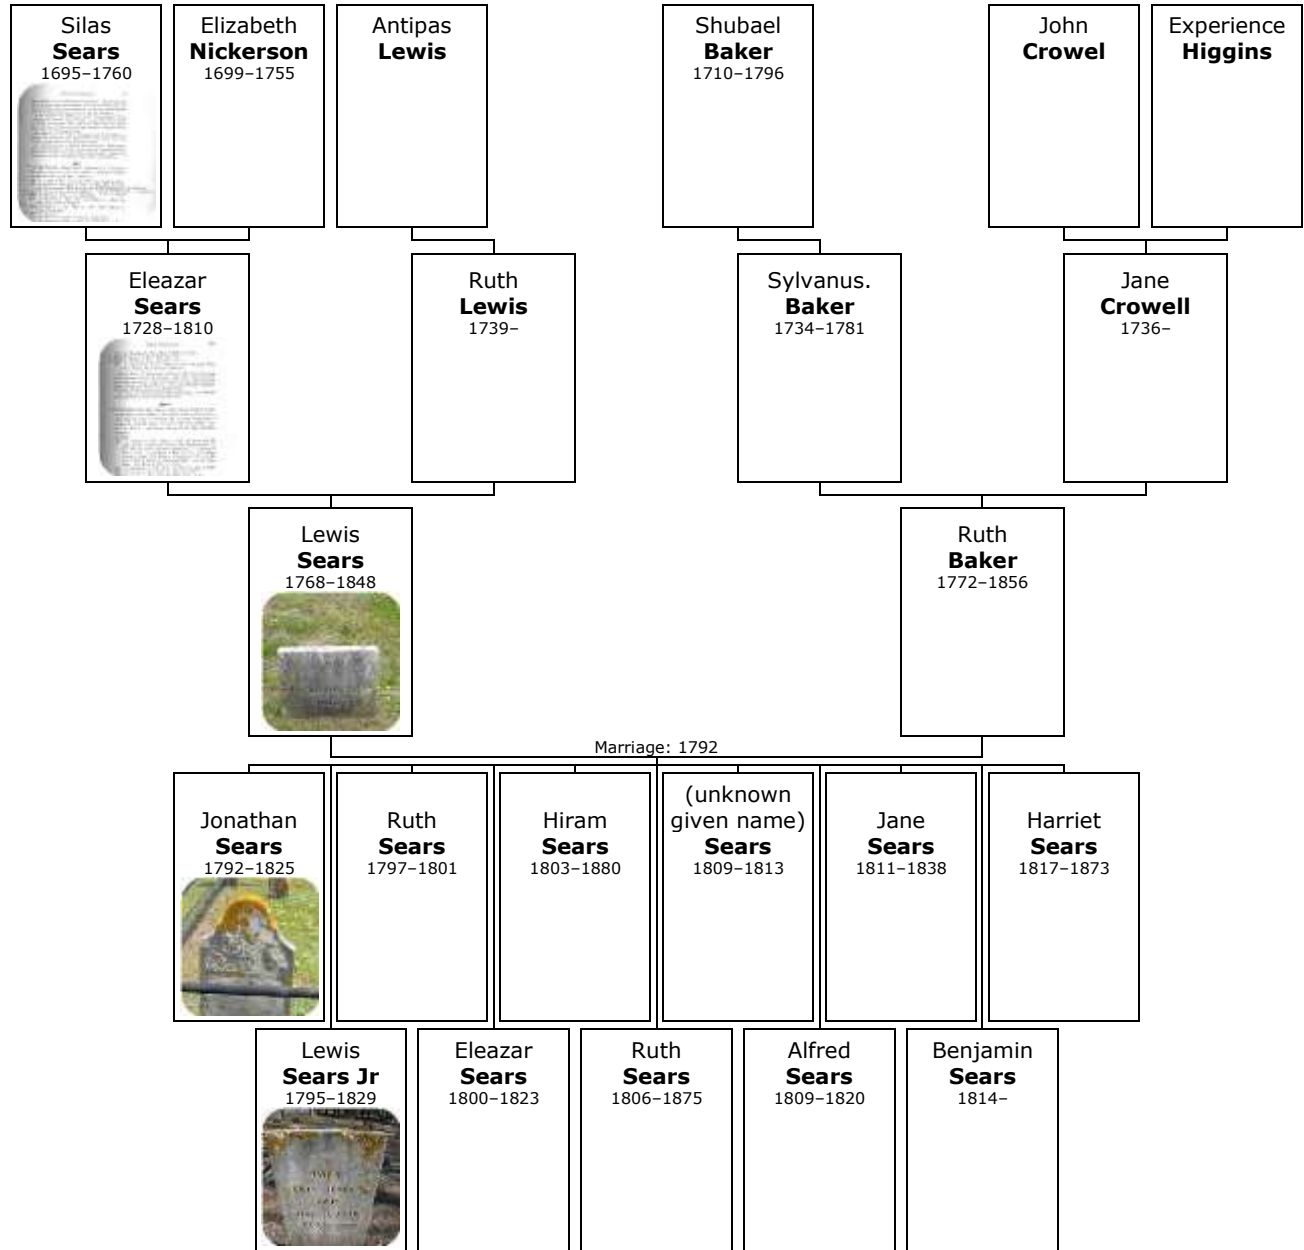 Silas
Sears
1695–1760
Elizabeth
Nickerson
1699–1755
Antipas
Lewis
Shubael
Baker
1710–1796
John
Crowel
Experience
Higgins
Eleazar
Sears
1728–1810
Ruth
Lewis
1739–
Sylvanus.
Baker
1734–1781
Jane
Crowell
1736–
Lewis
Sears
1768–1848
Ruth
Baker
1772–1856
Marriage: 1792
Jonathan
Sears
1792–1825
Ruth
Sears
1797–1801
Hiram
Sears
1803–1880
(unknown
given name)
Sears
1809–1813
Jane
Sears
1811–1838
Harriet
Sears
1817–1873
Lewis
Sears Jr
1795–1829
Eleazar
Sears
1800–1823
Ruth
Sears
1806–1875
Alfred
Sears
1809–1820
Benjamin
Sears
1814–